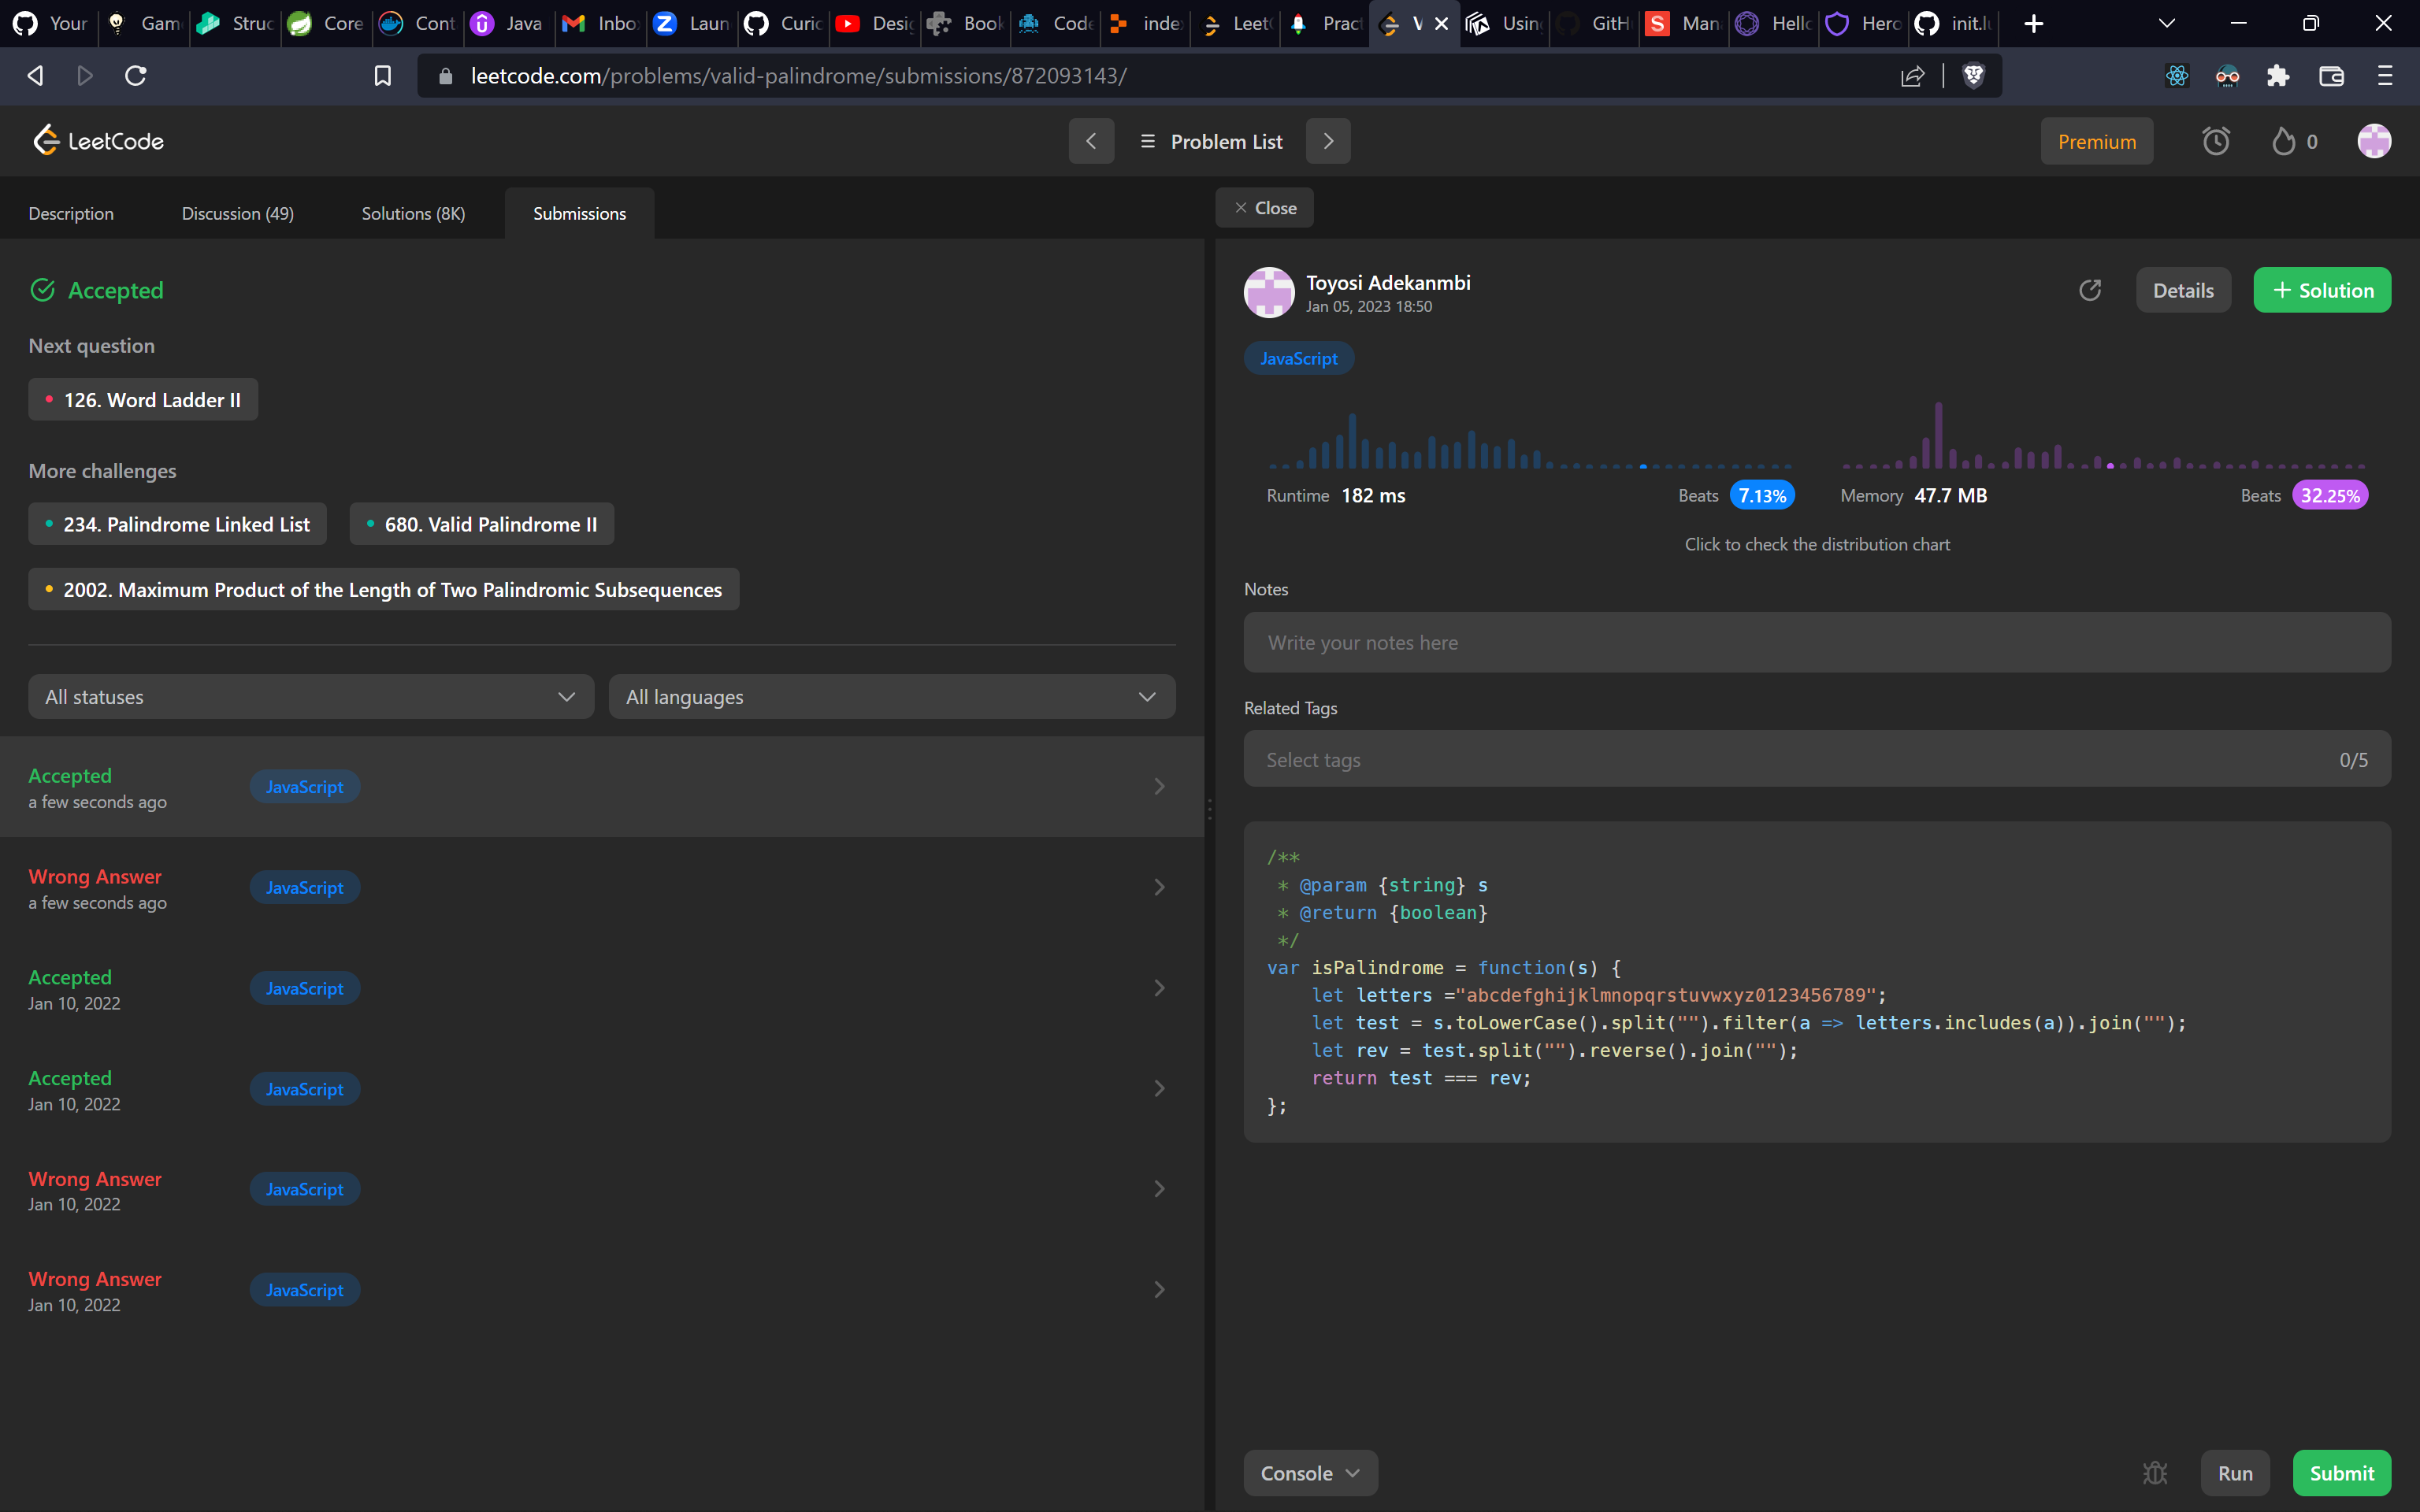 Your
Gam
Struc
Core
Cont
Java
Inbo
Laun
Curic
Desig
Book
Code
inde
Leet
Pract
V
Using
GitH
Man
Hello
Hero
init.lu
leetcode.com/problems/valid-palindrome/submissions/872093143/
LeetCode
Problem List
Premium
0
Description
Discussion (49)
Solutions (8K)
Submissions
Close
Accepted
Next question
126. Word Ladder II
More challenges
234. Palindrome Linked List
680. Valid Palindrome II
2002. Maximum Product of the Length of Two Palindromic Subsequences
All statuses
All languages
Accepted
a few seconds ago
JavaScript
Wrong Answer
a few seconds ago
JavaScript
Accepted
Jan 10, 2022
JavaScript
Accepted
Jan 10, 2022
JavaScript
Wrong Answer
Jan 10, 2022
JavaScript
Wrong Answer
Jan 10, 2022
JavaScript
Toyosi Adekanmbi
Jan 05, 2023 18:50
Details
+ Solution
JavaScript
Runtime 182 ms
Beats 7.13%
Memory 47.7 MB
Beats 32.25%
Click to check the distribution chart
Notes
Write your notes here
Related Tags
Select tags
0/5
/**
 * @param {string} s
 * @return {boolean}
 */
var isPalindrome = function(s) {
    let letters ="abcdefghijklmnopqrstuvwxyz0123456789";
    let test = s.toLowerCase().split("").filter(a => letters.includes(a)).join("");
    let rev = test.split("").reverse().join("");
    return test === rev;
};
Console
Run
Submit